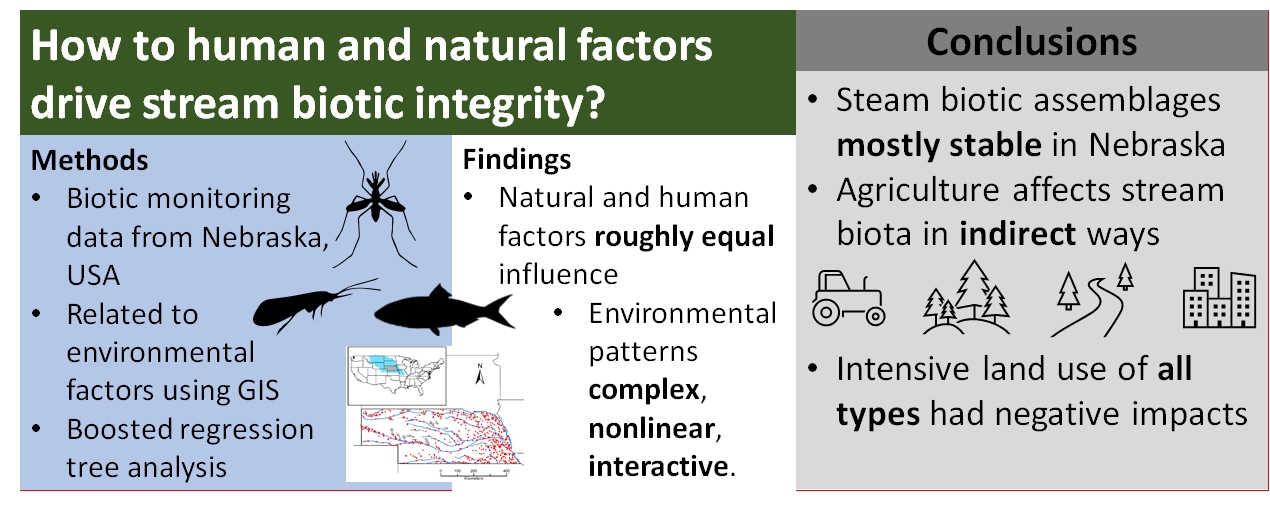 How to human and natural factors
drive stream biotic integrity?
Methods
• Biotic monitoring
data from Nebraska,
USA
• Related to
environmental
factors using GIS
• Boosted regression
tree analysis
N
0 100 200 400
Kilometers
Findings
• Natural and human
factors roughly equal
influence
• Environmental
patterns
complex,
nonlinear,
interactive.
Conclusions
• Steam biotic assemblages
mostly stable in Nebraska
• Agriculture affects stream
biota in indirect ways
• Intensive land use of all
types had negative impacts